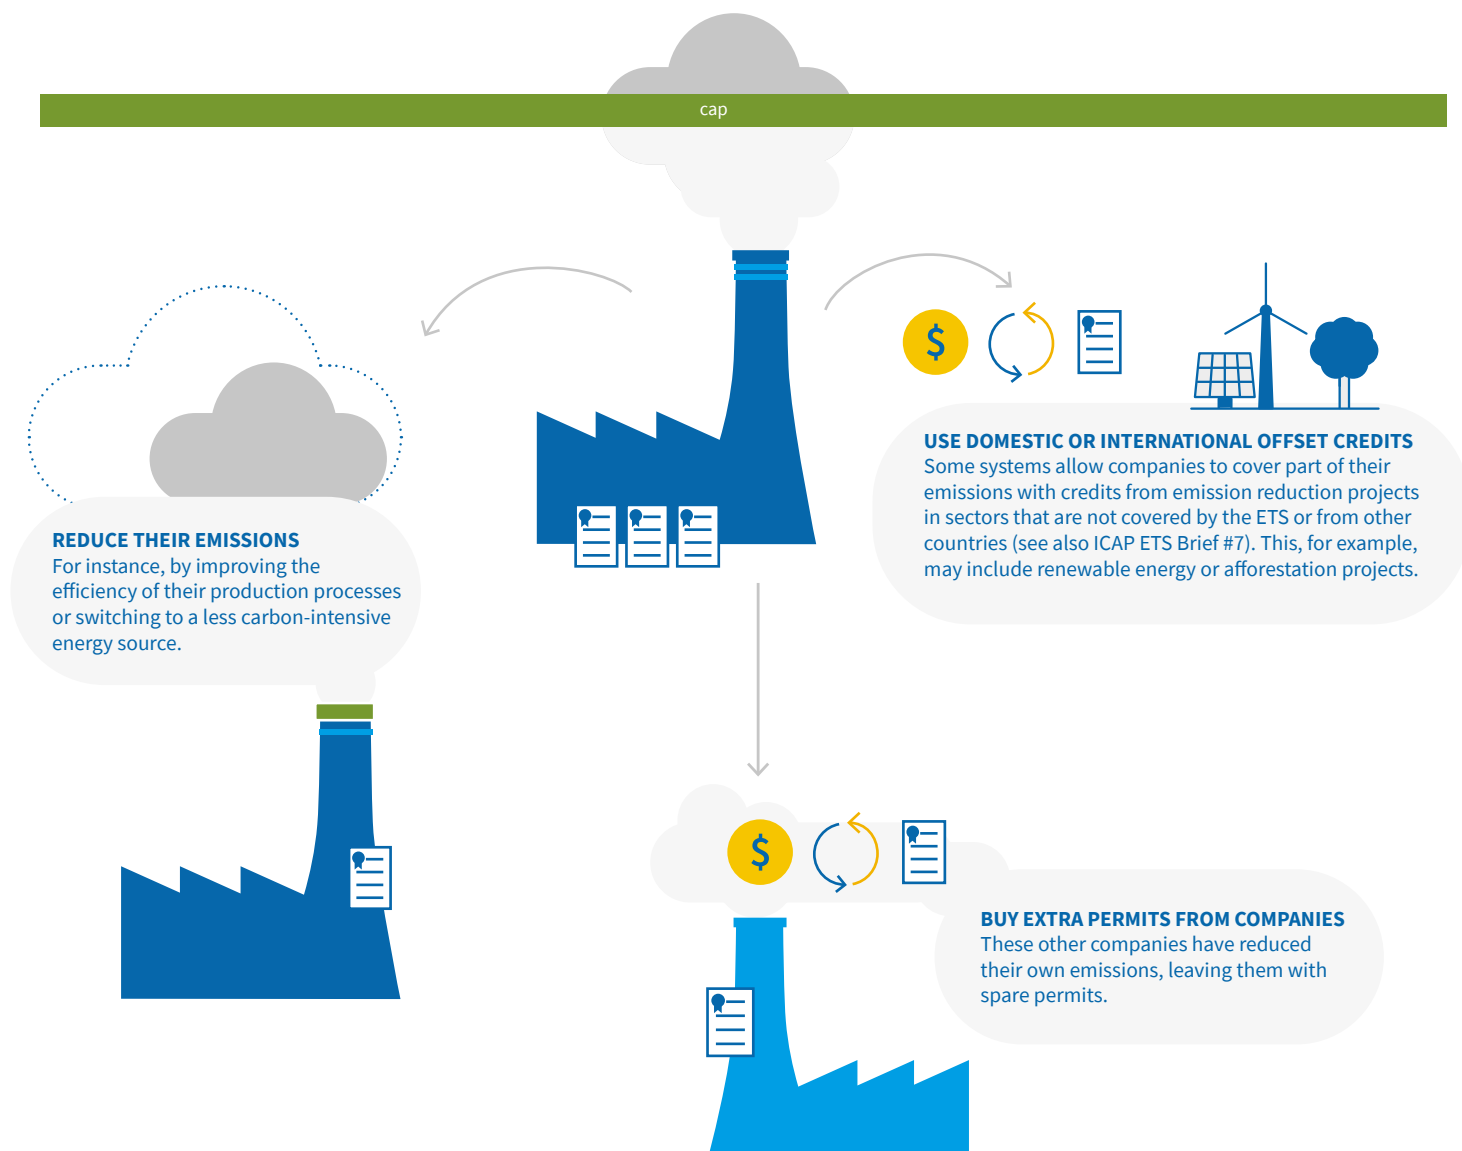 cap
$
USE DOMESTIC OR INTERNATIONAL OFFSET CREDITS
Some systems allow companies to cover part of their
emissions with credits from emission reduction projects
in sectors that are not covered by the ETS or from other
countries (see also ICAP ETS Brief #7). This, for example,
may include renewable energy or afforestation projects.
REDUCE THEIR EMISSIONS
For instance, by improving the
efficiency of their production processes
or switching to a less carbon-intensive
energy source.
$
BUY EXTRA PERMITS FROM COMPANIES
These other companies have reduced
their own emissions, leaving them with
spare permits.